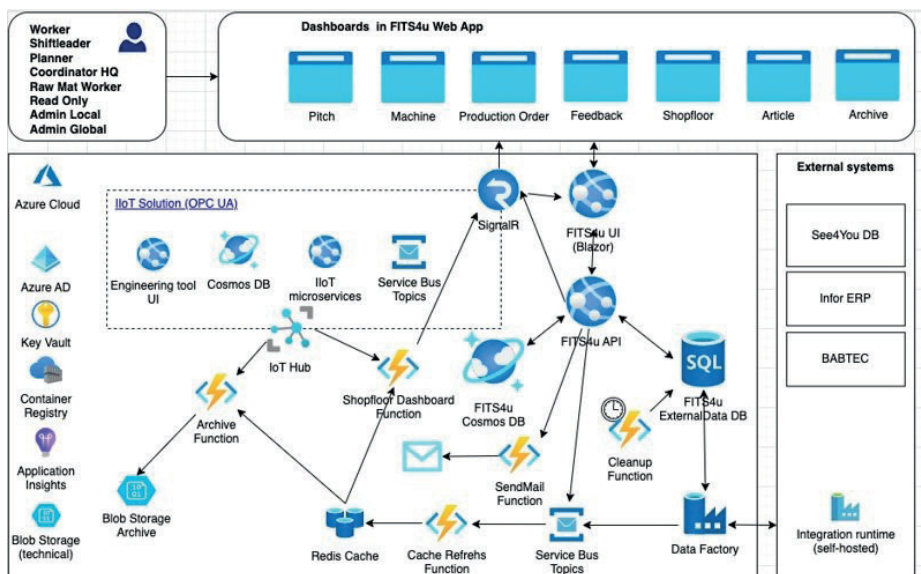 Worker
Shiftleader
Planner
Coordinator HQ
Raw Mat Worker
Read Only
Admin Local
Admin Global
Dashboards in FITS4u Web App
Pitch
Machine
Production Order
Feedback
Shopfloor
Article
Archive
Azure Cloud
Azure AD
Key Vault
Container
Registry
Application
Insights
Blob Storage
(technical)
IIoT Solution (OPC UA)
Engineering tool
UI
Cosmos DB
IIoT
microservices
Service Bus
Topics
SignalR
FITS4u UI
(Blazor)
IoT Hub
FITS4u API
SQL
Archive
Function
Shopfloor Dashboard
Function
FITS4u
Cosmos DB
FITS4u
ExternalData DB
Cleanup
Function
SendMail
Function
10
01
Blob Storage
Archive
Redis Cache
Cache Refrehs
Function
Service Bus
Topics
Data Factory
External systems
See4You DB
Infor ERP
BABTEC
Integration runtime
(self-hosted)